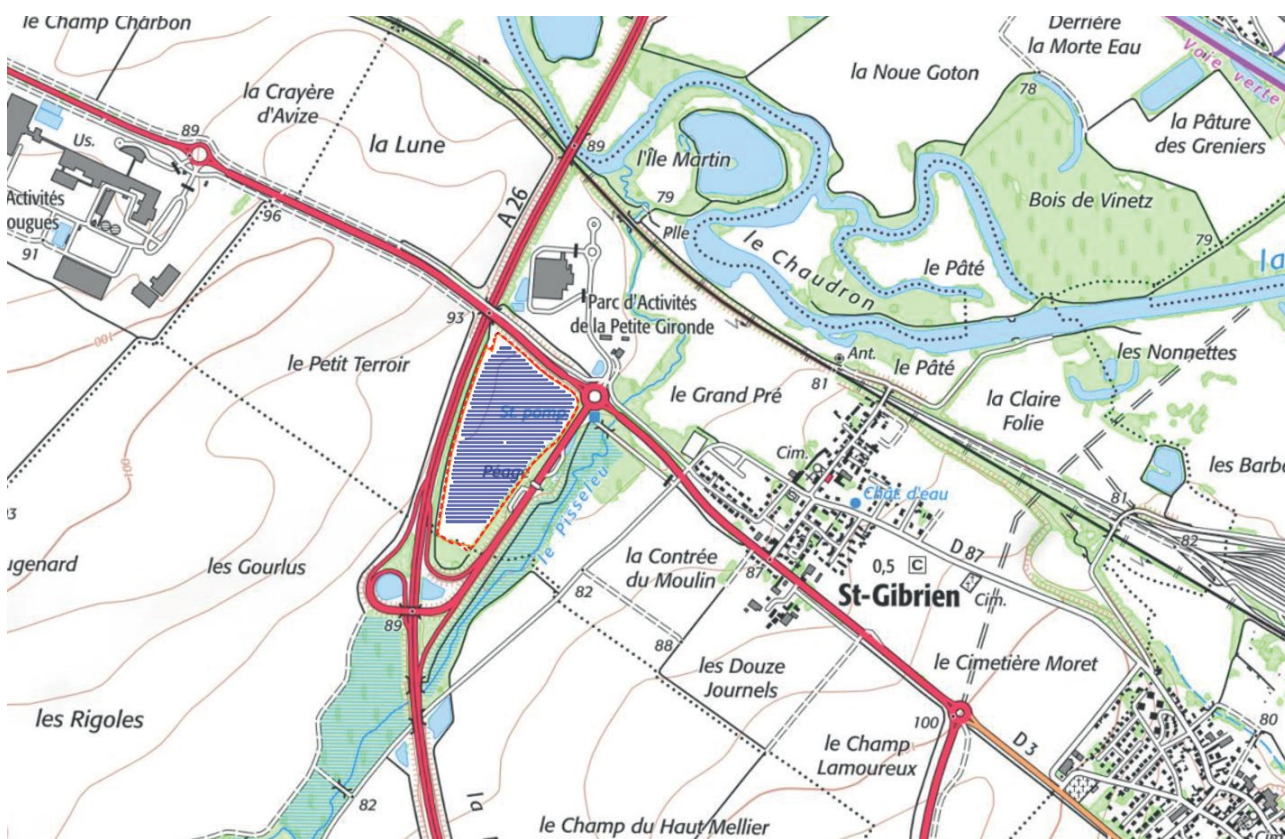 le Champ Charbon
Derrière
la Morte Eau
Voie verte
la Noue Goton
78
la Crayère
d'Avize
89
Us.
la Lune
89
la Pâture
des Greniers
l'Île Martin
79
Bois de Vinetz
Activités
ougues
96
A 26
Plle
79
91
le Chaudron
le Pâté
la
Parc d'Activités
de la Petite Gironde
93
100
le Petit Terroir
Ant.
le Pâté
les Nonnettes
81
le Grand Pré
la Claire
Folie
St. pomp
Cim.
Péage
les Barbe
100
Chât. d'eau
81
le Pisseleu
82
93
ugenard
les Gourlus
la Contrée
du Moulin
D 87
87
0,5
C
82
St-Gibrien
Cim.
89
88
les Douze
Journels
le Cimetière Moret
les Rigoles
100
80
D 3
le Champ
Lamoureux
82
la
le Champ du Haut Mellier
Cim